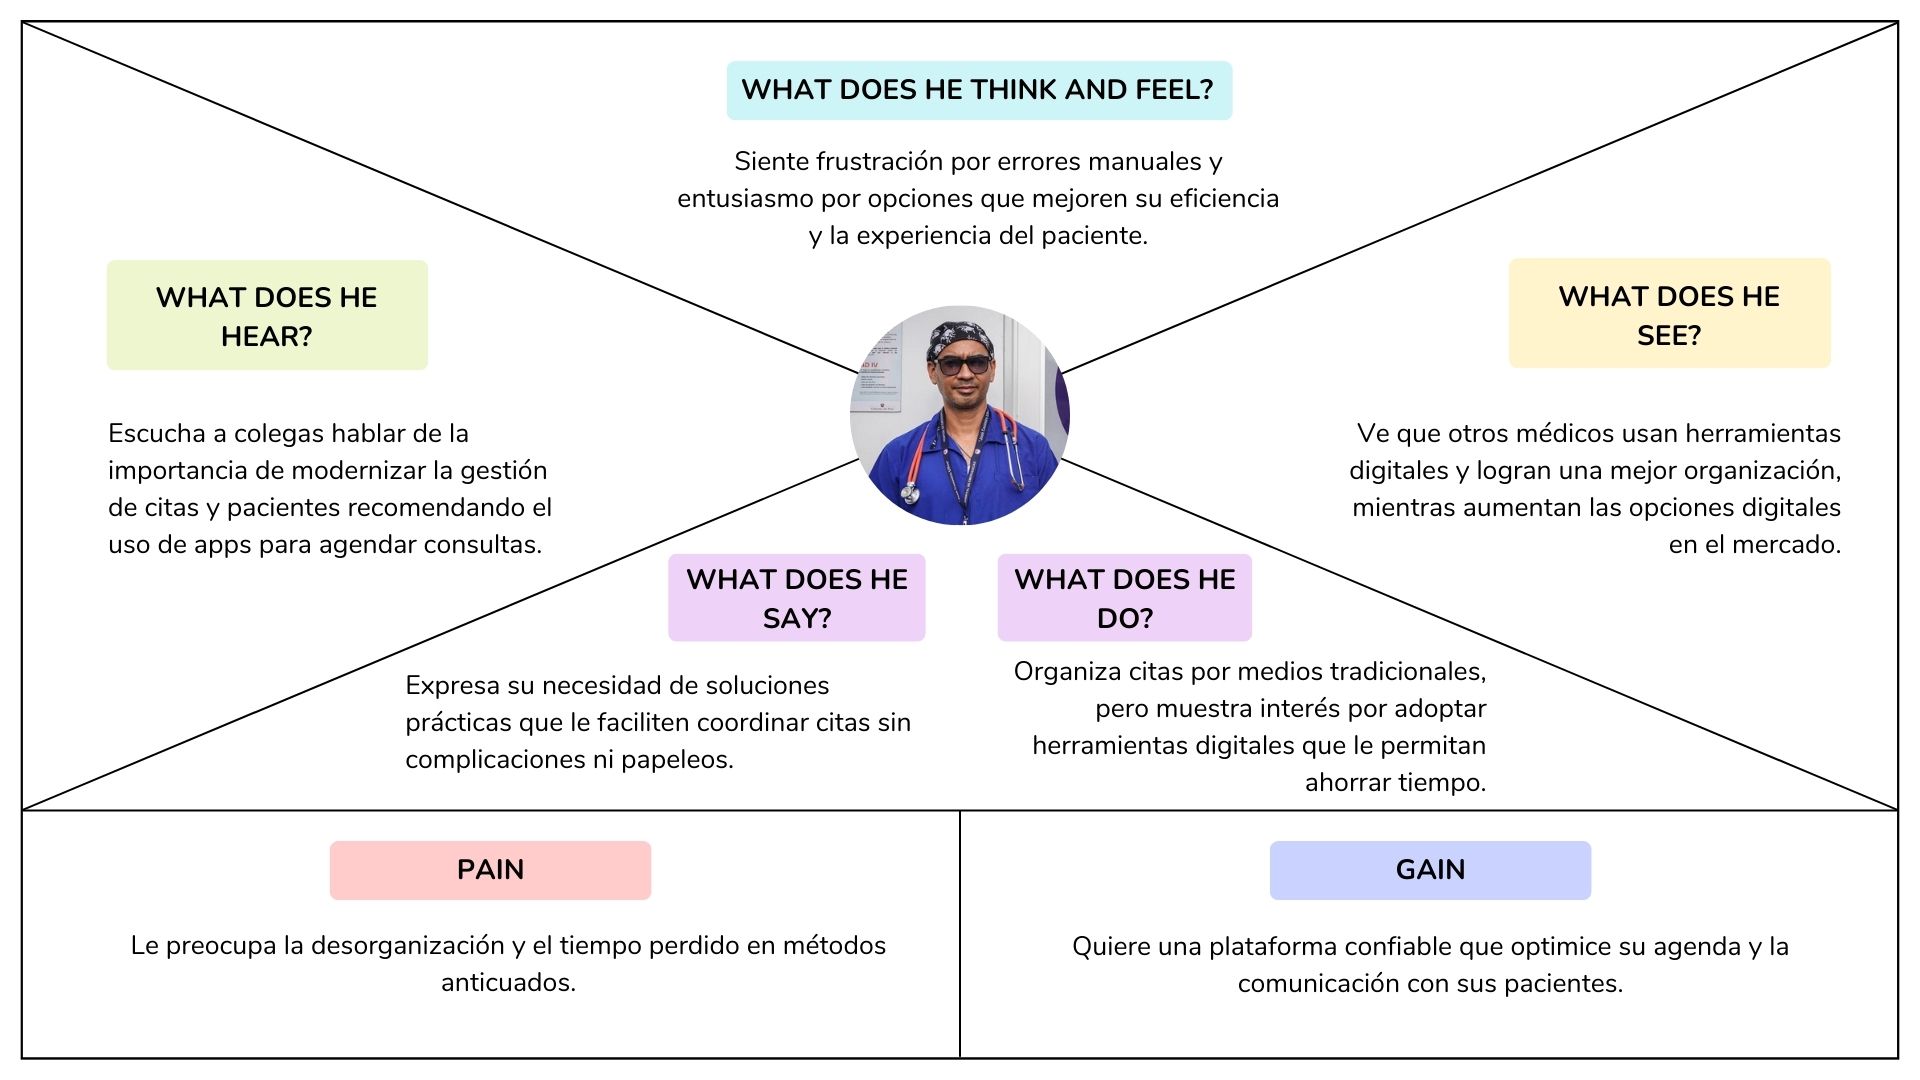 WHAT DOES HE THINK AND FEEL?
Siente frustración por errores manuales y
entusiasmo por opciones que mejoren su eficiencia
y la experiencia del paciente.
WHAT DOES HE
HEAR?
Escucha a colegas hablar de la
importancia de modernizar la gestión
de citas y pacientes recomendando el
uso de apps para agendar consultas.
WHAT DOES HE
SEE?
Ve que otros médicos usan herramientas
digitales y logran una mejor organización,
mientras aumentan las opciones digitales
en el mercado.
WHAT DOES HE
SAY?
Expresa su necesidad de soluciones
prácticas que le faciliten coordinar citas sin
complicaciones ni papeleos.
WHAT DOES HE
DO?
Organiza citas por medios tradicionales,
pero muestra interés por adoptar
herramientas digitales que le permitan
ahorrar tiempo.
PAIN
Le preocupa la desorganización y el tiempo perdido en métodos
anticuados.
GAIN
Quiere una plataforma confiable que optimice su agenda y la
comunicación con sus pacientes.